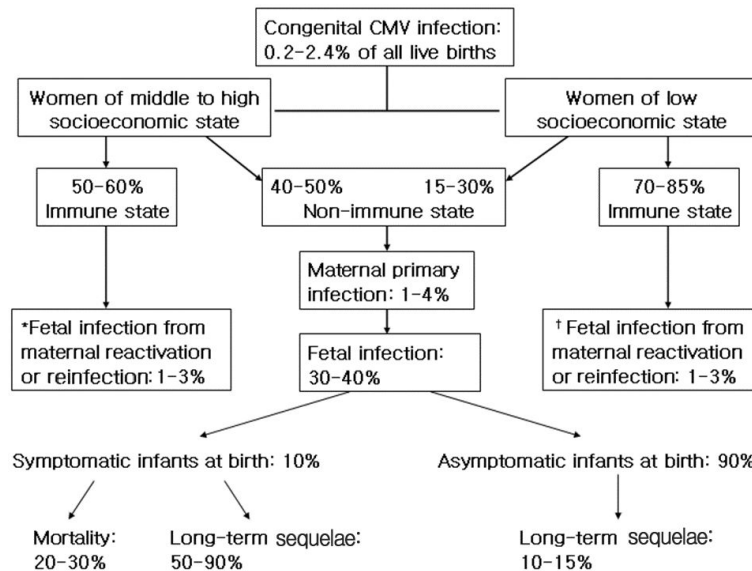 Congenital CMV infection:
0.2-2.4% of all live births
Women of middle to high
socioeconomic state
Women of low
socioeconomic state
50-60%
Immune state
40-50% 15-30%
Non-immune state
70-85%
Immune state
Maternal primary
infection: 1-4%
*Fetal infection from
maternal reactivation
or reinfection: 1-3%
Fetal infection:
30-40%
† Fetal infection from
maternal reactivation
or reinfection: 1-3%
Symptomatic infants at birth: 10%
Asymptomatic infants at birth: 90%
Mortality:
20-30%
Long-term sequelae:
50-90%
Long-term sequelae:
10-15%